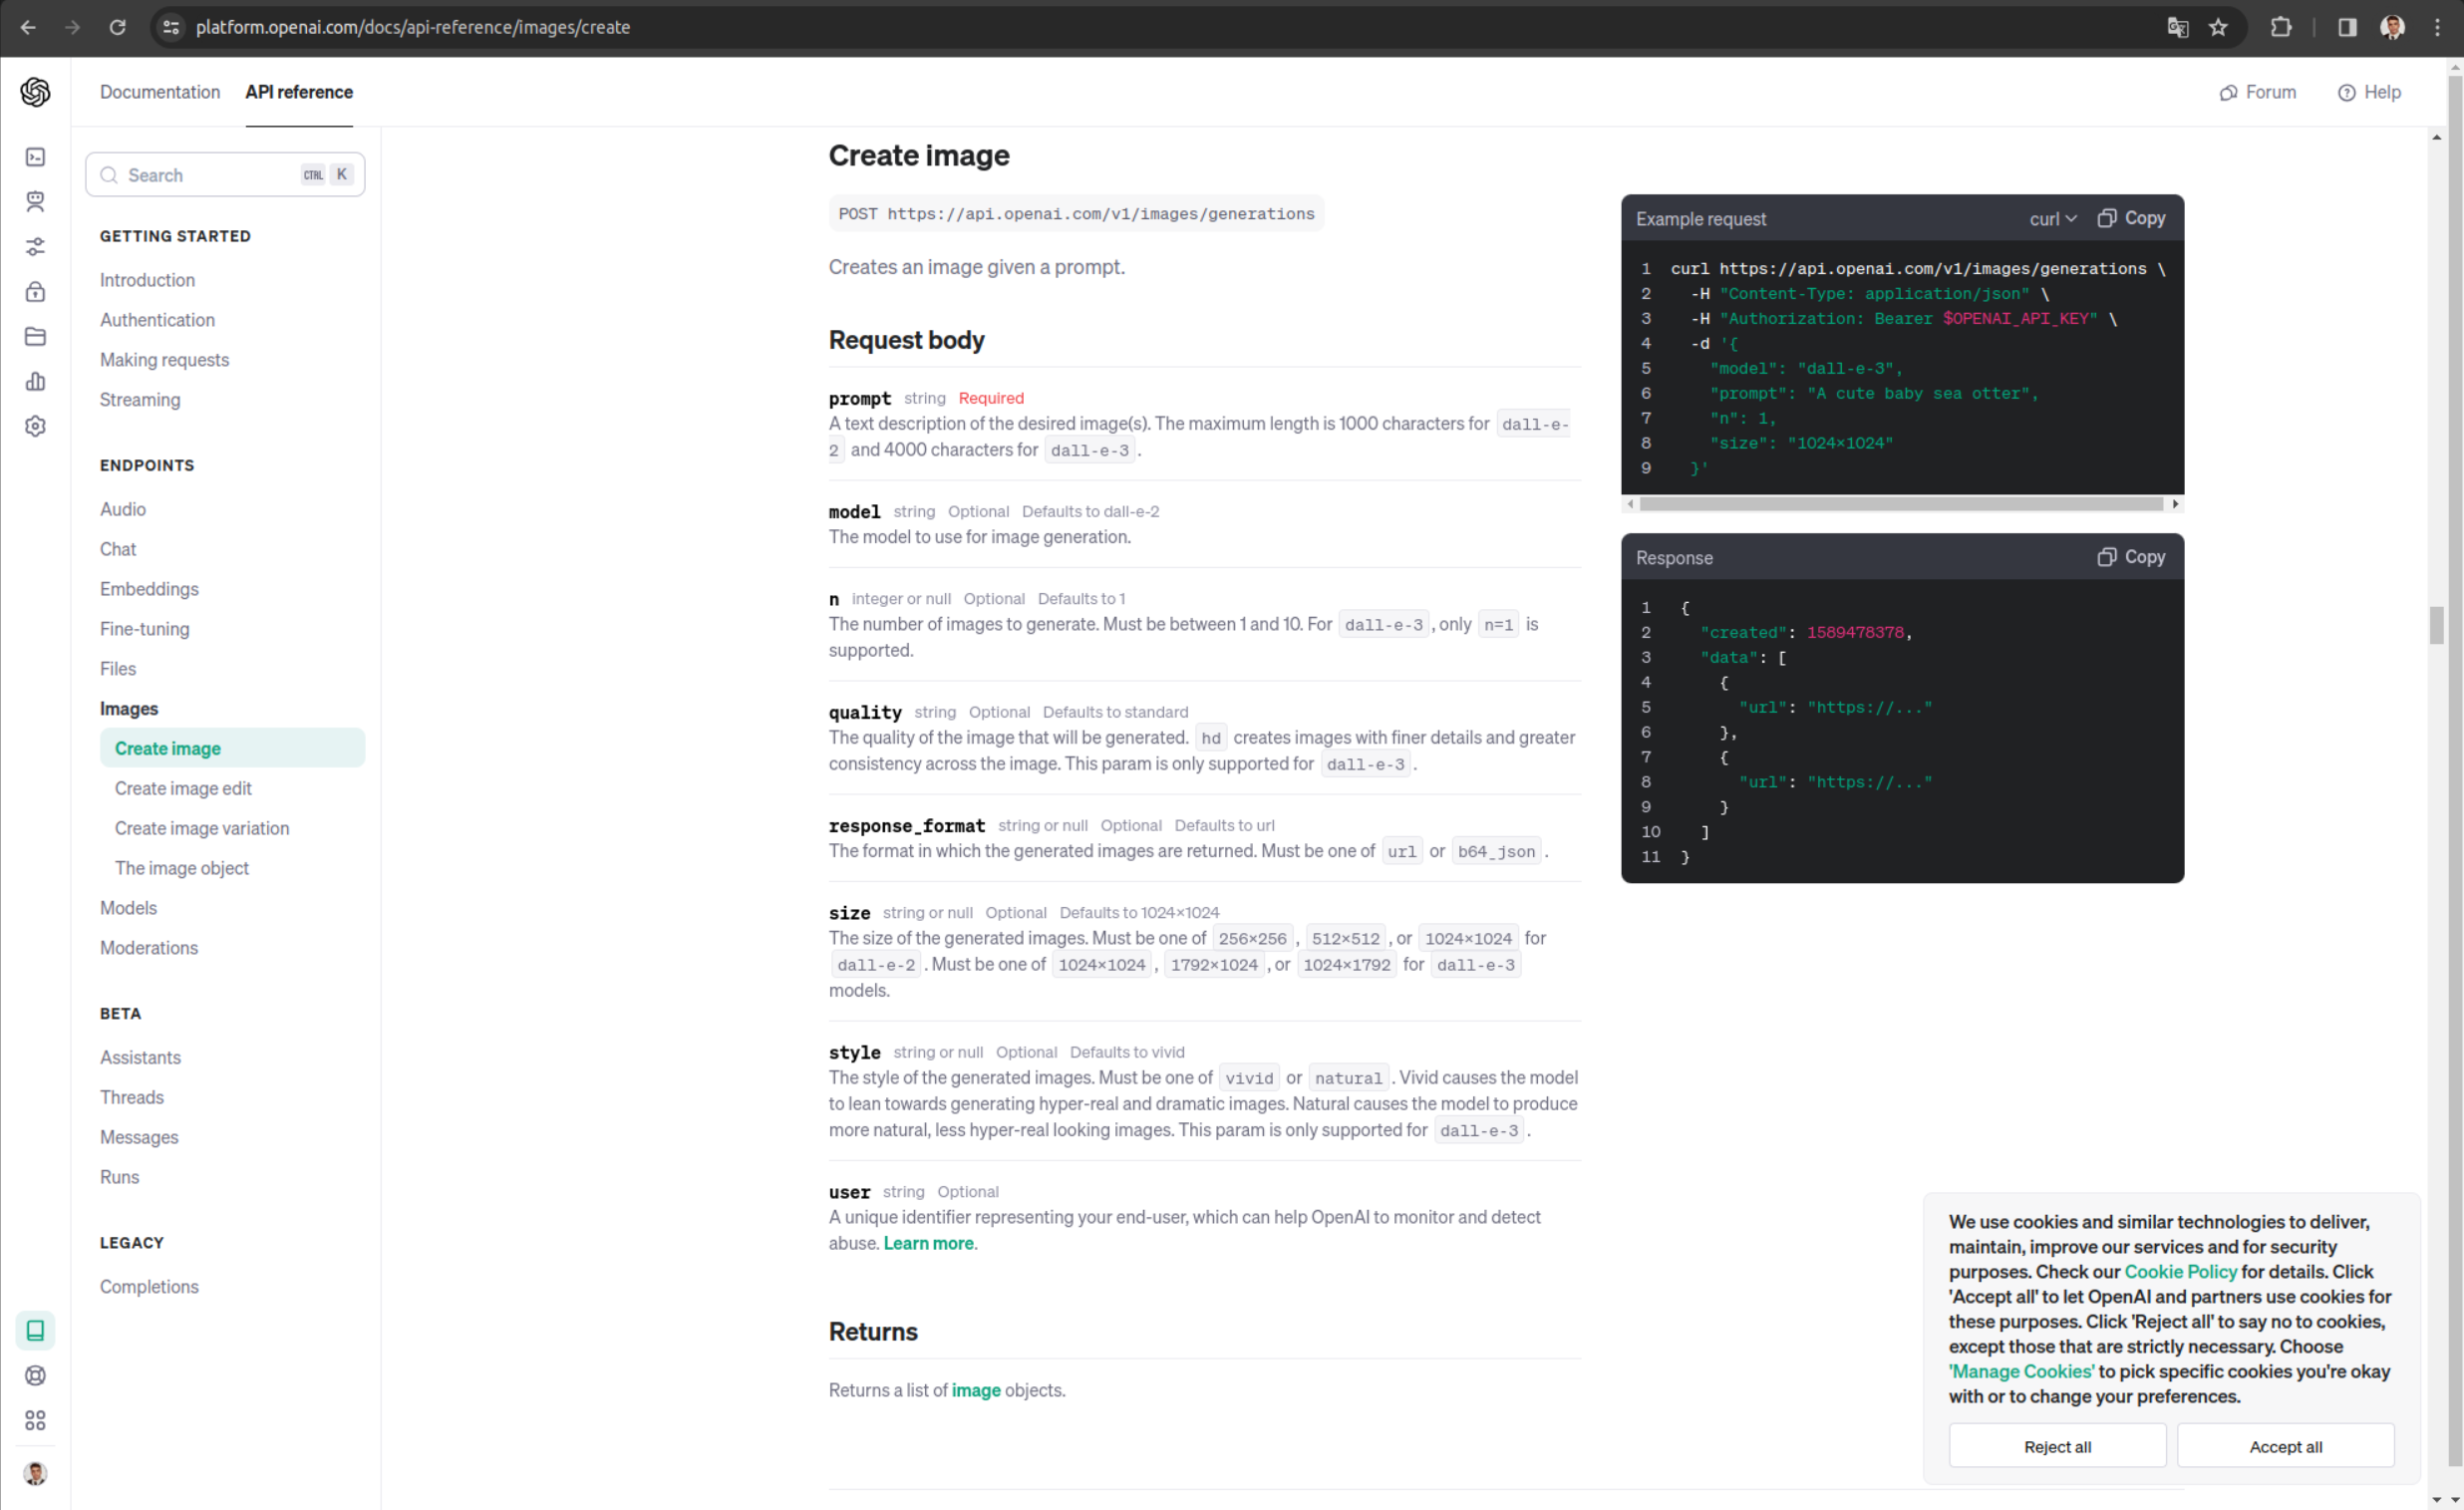 platform.openai.com/docs/api-reference/images/create
Documentation
API reference
Forum
Help
Search
CTRL K
GETTING STARTED
Introduction
Authentication
Making requests
Streaming
ENDPOINTS
Audio
Chat
Embeddings
Fine-tuning
Files
Images
Create image
Create image edit
Create image variation
The image object
Models
Moderations
BETA
Assistants
Threads
Messages
Runs
LEGACY
Completions
Create image
POST https://api.openai.com/v1/images/generations
Creates an image given a prompt.
Request body
prompt string Required
A text description of the desired image(s). The maximum length is 1000 characters for dall-e-
2 and 4000 characters for dall-e-3.
model string Optional Defaults to dall-e-2
The model to use for image generation.
n integer or null Optional Defaults to 1
The number of images to generate. Must be between 1 and 10. For dall-e-3, only n=1 is
supported.
quality string Optional Defaults to standard
The quality of the image that will be generated. hd creates images with finer details and greater
consistency across the image. This param is only supported for dall-e-3.
response_format string or null Optional Defaults to url
The format in which the generated images are returned. Must be one of url or b64_json.
size string or null Optional Defaults to 1024×1024
The size of the generated images. Must be one of 256×256, 512×512, or 1024×1024 for
dall-e-2. Must be one of 1024×1024, 1792×1024, or 1024×1792 for dall-e-3
models.
style string or null Optional Defaults to vivid
The style of the generated images. Must be one of vivid or natural. Vivid causes the model
to lean towards generating hyper-real and dramatic images. Natural causes the model to produce
more natural, less hyper-real looking images. This param is only supported for dall-e-3.
user string Optional
A unique identifier representing your end-user, which can help OpenAI to monitor and detect
abuse. Learn more.
Returns
Returns a list of image objects.
Example request curl Copy
1 curl https://api.openai.com/v1/images/generations \
2 -H "Content-Type: application/json" \
3 -H "Authorization: Bearer $OPENAI_API_KEY" \
4 -d '{
5 "model": "dall-e-3",
6 "prompt": "A cute baby sea otter",
7 "n": 1,
8 "size": "1024×1024"
9 }'
Response Copy
1 {
2 "created": 1589478378,
3 "data": [
4 {
5 "url": "https://..."
6 },
7 {
8 "url": "https://..."
9 }
10 ]
11 }
We use cookies and similar technologies to deliver,
maintain, improve our services and for security
purposes. Check our Cookie Policy for details. Click
'Accept all' to let OpenAI and partners use cookies for
these purposes. Click 'Reject all' to say no to cookies,
except those that are strictly necessary. Choose
'Manage Cookies' to pick specific cookies you're okay
with or to change your preferences.
Reject all
Accept all